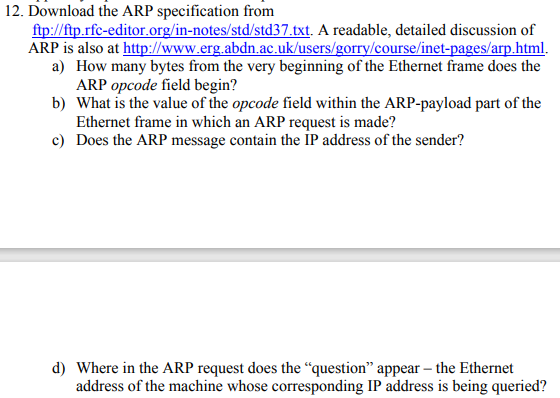 12. Download the ARP specification from
ftp://ftp.rfc-editor.org/in-notes/std/std37.txt. A readable, detailed discussion of
ARP is also at http://www.erg.abdn.ac.uk/users/gorry/course/inet-pages/arp.html.
a) How many bytes from the very beginning of the Ethernet frame does the
ARP opcode field begin?
b) What is the value of the opcode field within the ARP-payload part of the
Ethernet frame in which an ARP request is made?
c) Does the ARP message contain the IP address of the sender?
d) Where in the ARP request does the “question” appear – the Ethernet
address of the machine whose corresponding IP address is being queried?